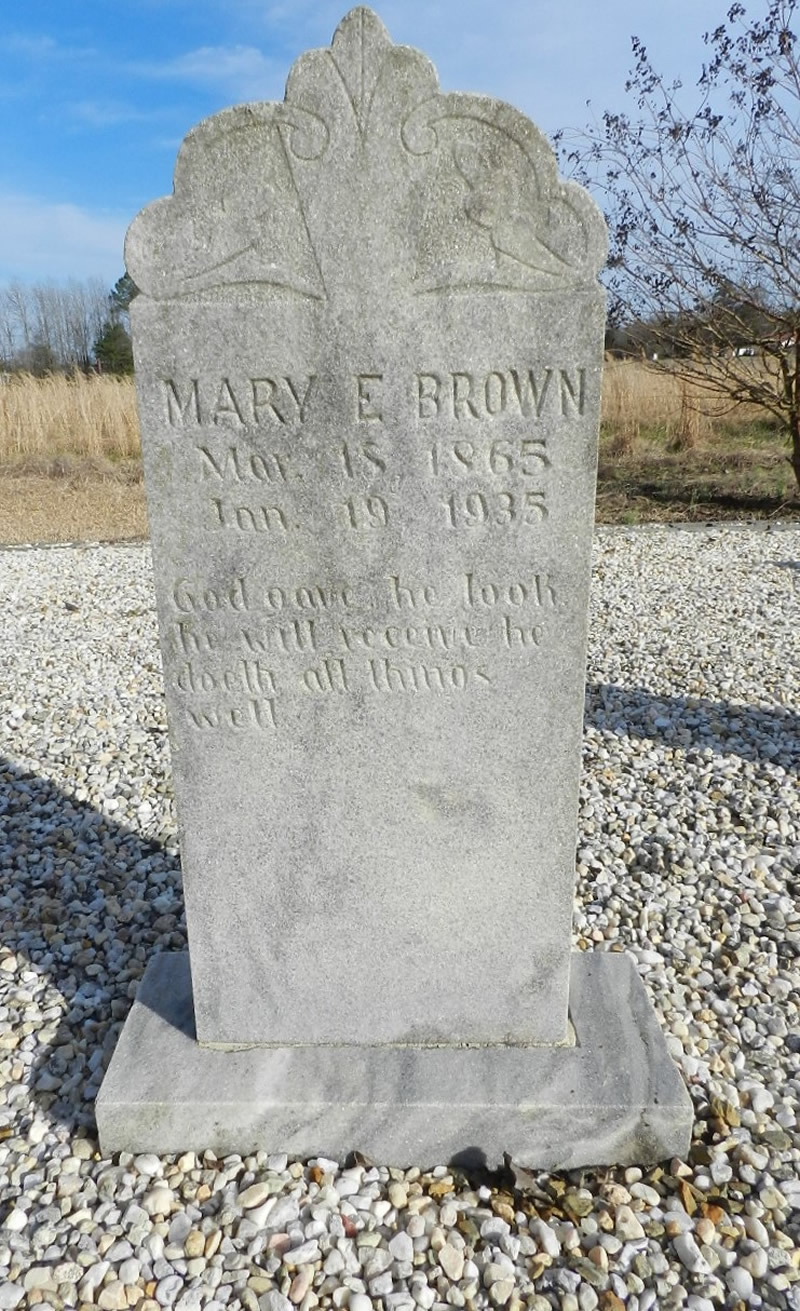 MARY E BROWN
Mar. 18, 1865
Jan. 19 1935
God gave he took
he will receive he
doeth all things
well